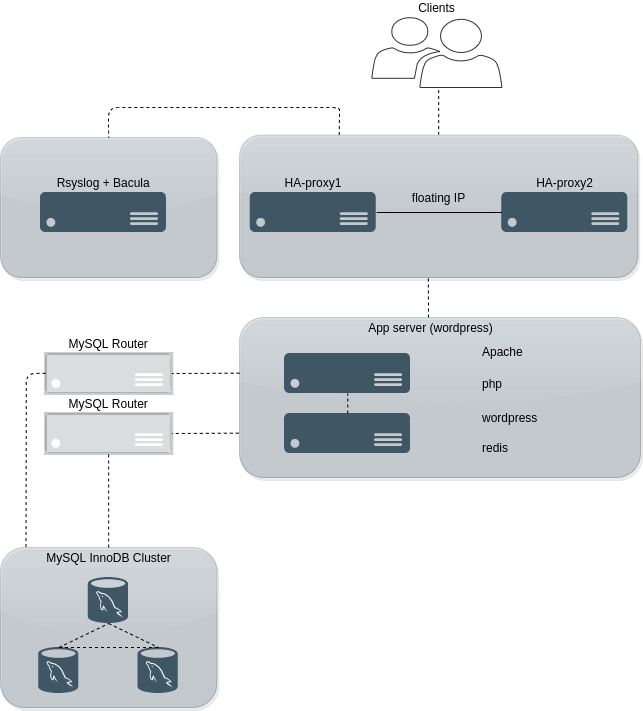 Clients
Rsyslog + Bacula
HA-proxy1
floating IP
HA-proxy2
App server (wordpress)
Apache
php
wordpress
redis
MySQL Router
MySQL Router
MySQL InnoDB Cluster